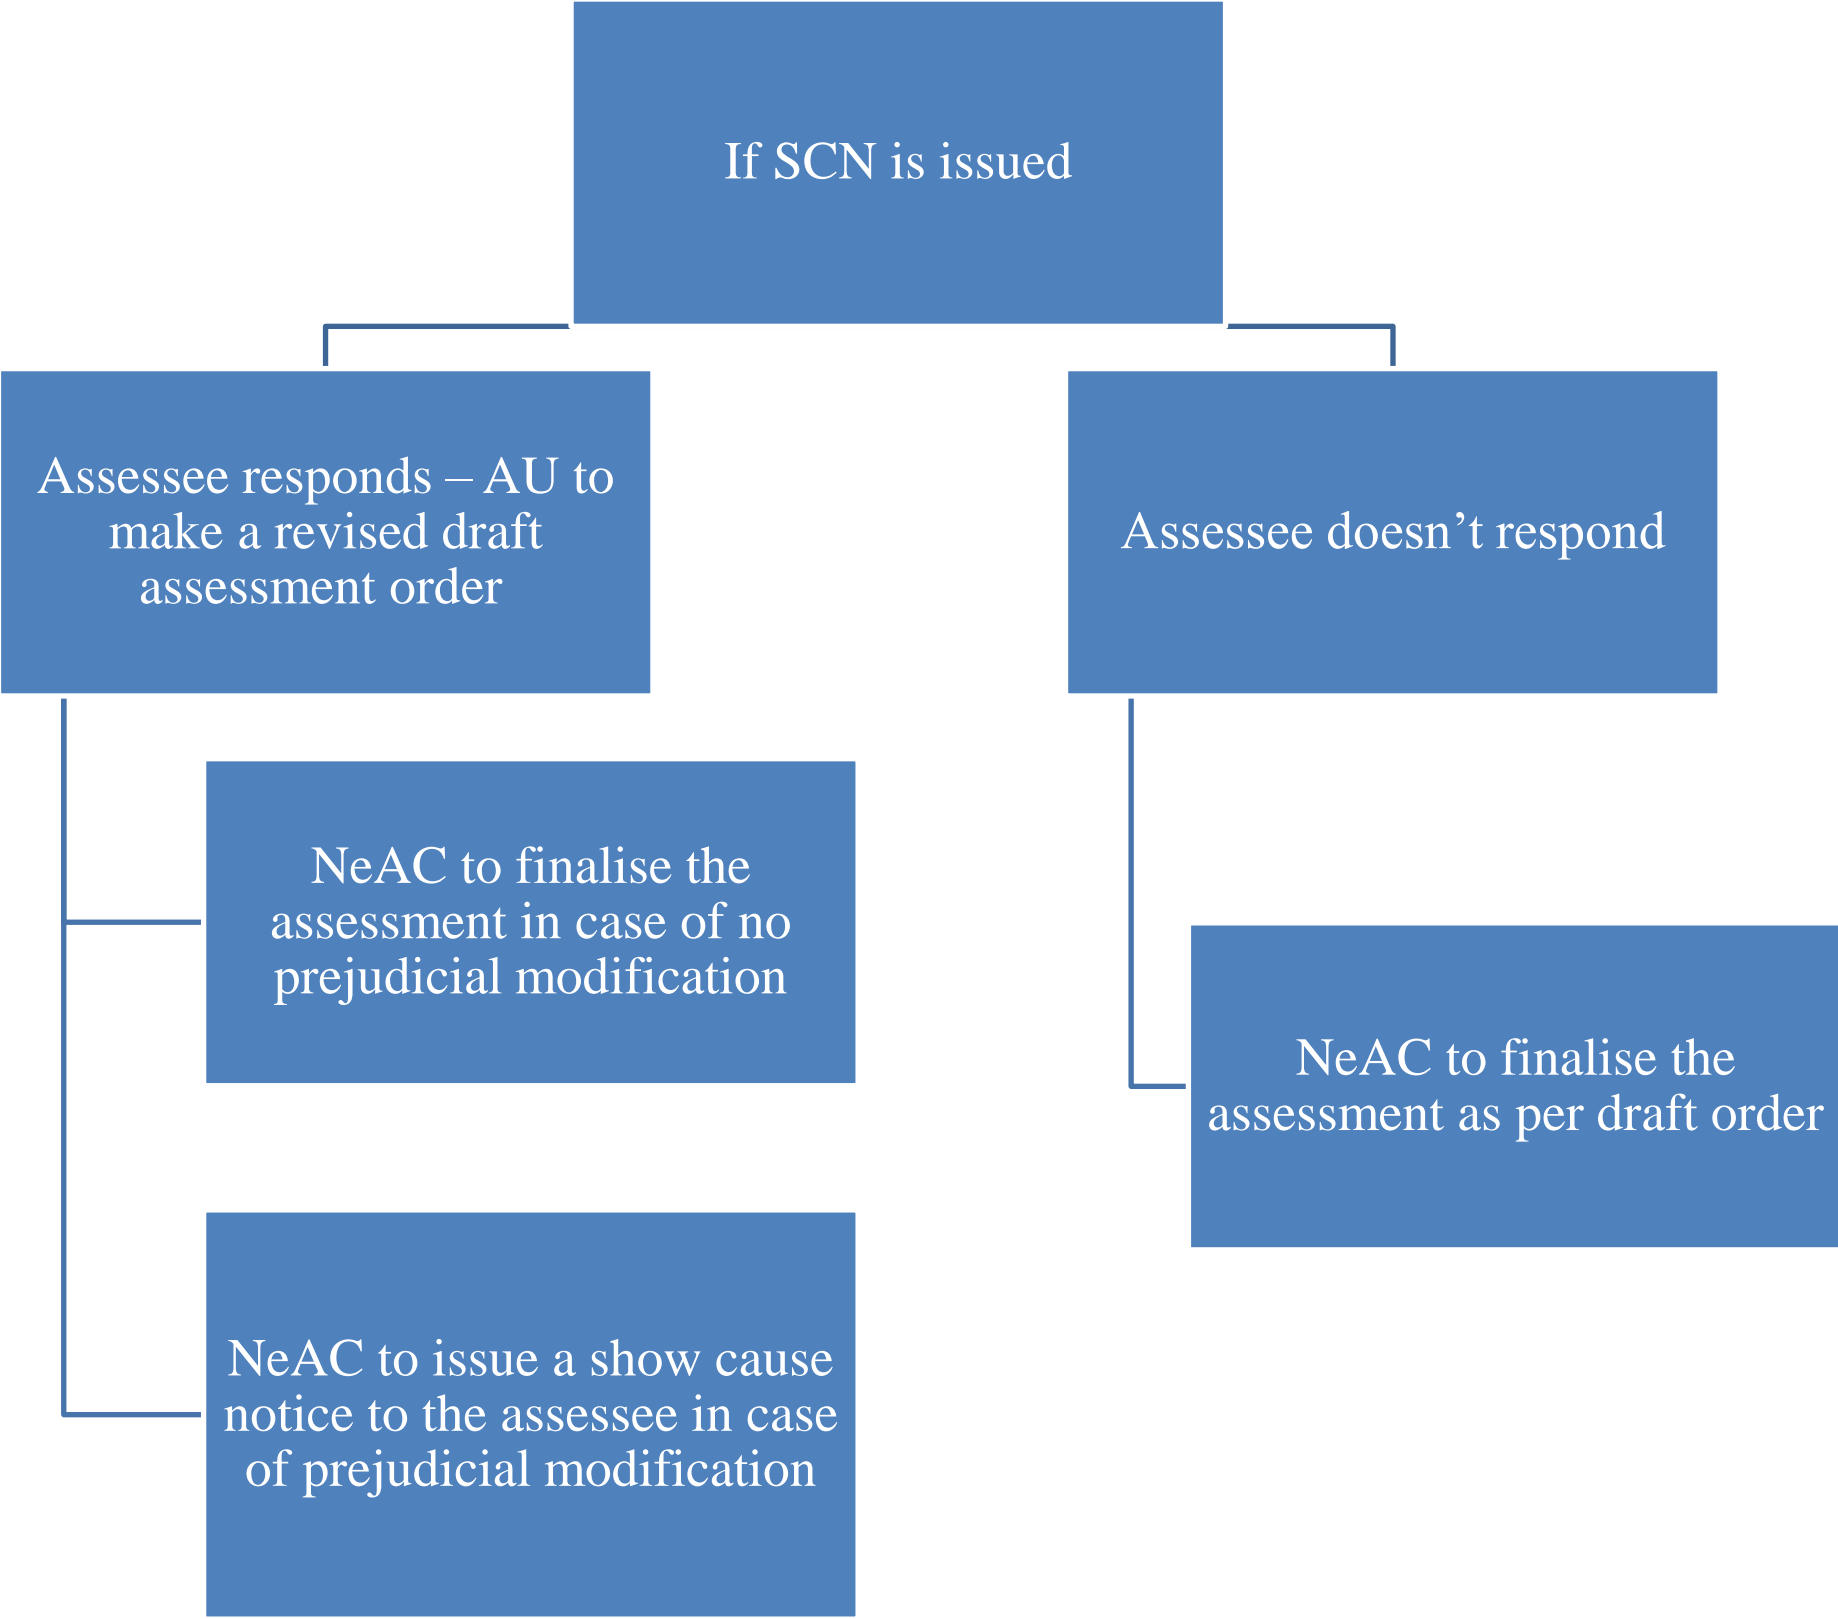 If SCN is issued
Assessee responds – AU to
make a revised draft
assessment order
Assessee doesn’t respond
NeAC to finalise the
assessment in case of no
prejudicial modification
NeAC to finalise the
assessment as per draft order
NeAC to issue a show cause
notice to the assessee in case
of prejudicial modification